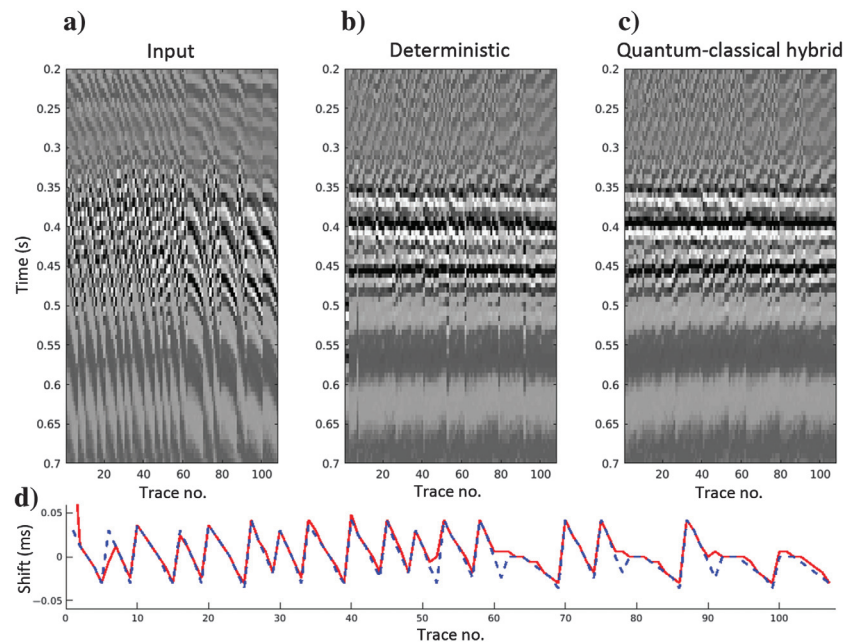 a)
Input
b)
Deterministic
c)
Quantum-classical hybrid
0.2
0.25
0.3
0.35
0.4
0.45
0.5
0.55
0.6
0.65
0.7
Time (s)
20 40 60 80 100
Trace no.
0.2
0.25
0.3
0.35
0.4
0.45
0.5
0.55
0.6
0.65
0.7
20 40 60 80 100
Trace no.
0.2
0.25
0.3
0.35
0.4
0.45
0.5
0.55
0.6
0.65
0.7
20 40 60 80 100
Trace no.
d)
Shift (ms)
0.05
0
−0.05
0 10 20 30 40 50 60 70 80 90 100
Trace no.